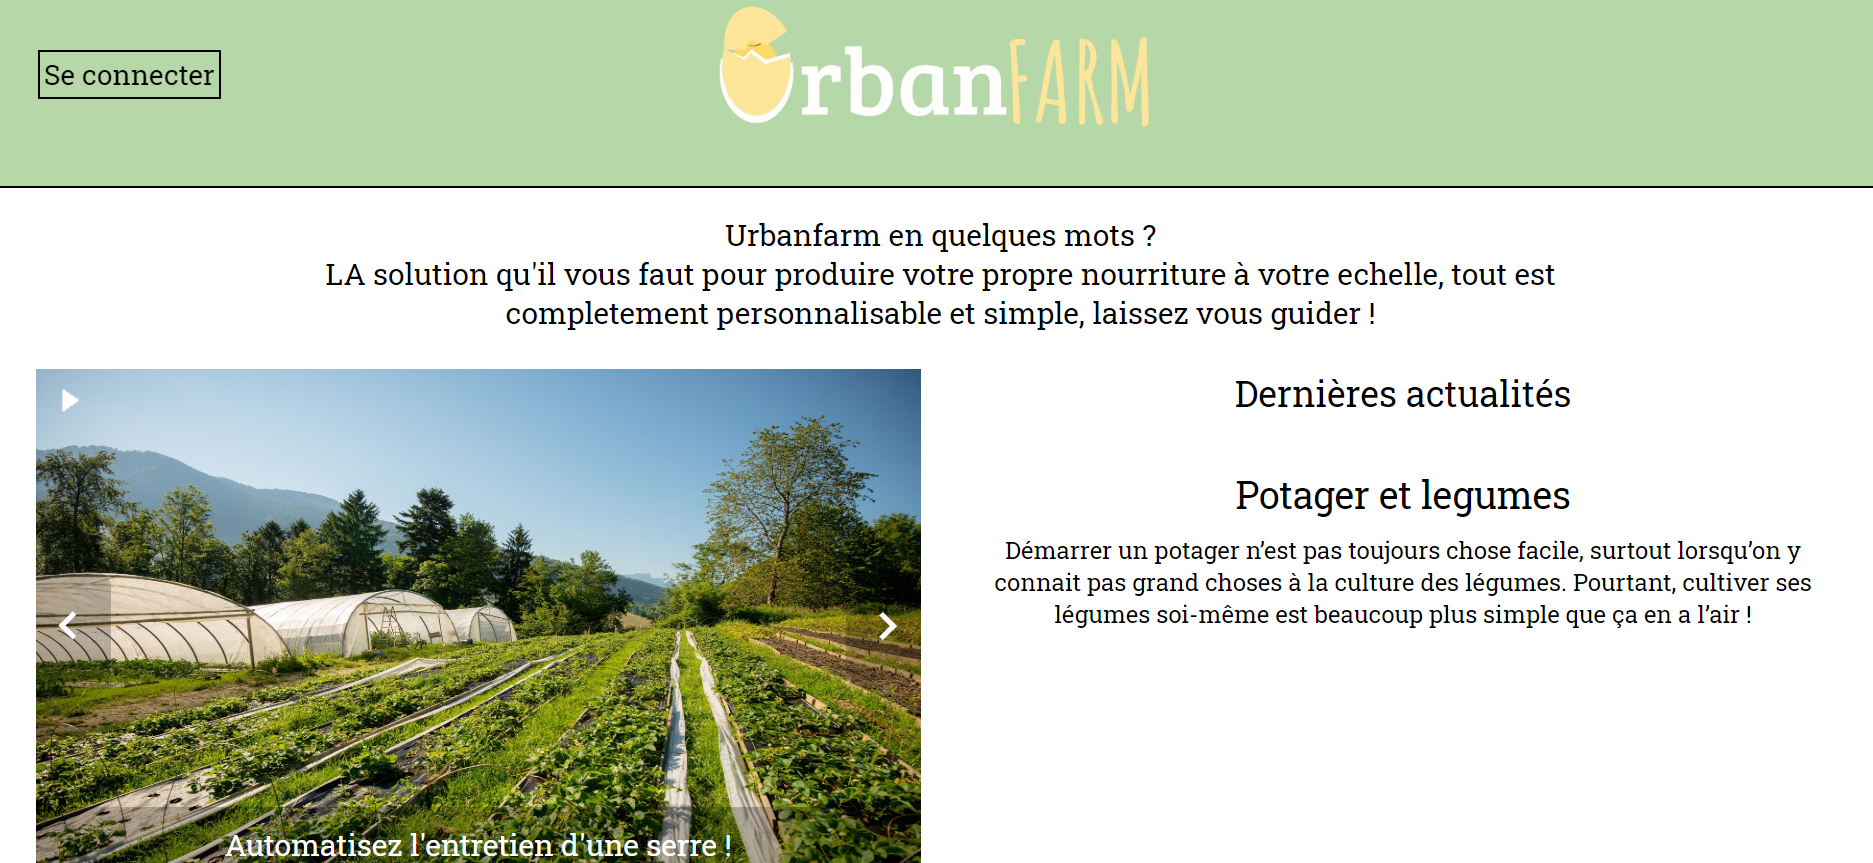 Se connecter
UrbanFARM
Urbanfarm en quelques mots ?
LA solution qu'il vous faut pour produire votre propre nourriture à votre echelle, tout est
completement personnalisable et simple, laissez vous guider !
Automatisez l'entretien d'une serre !
Dernières actualités
Potager et legumes
Démarrer un potager n’est pas toujours chose facile, surtout lorsqu’on y
connait pas grand choses à la culture des légumes. Pourtant, cultiver ses
légumes soi-même est beaucoup plus simple que ça en a l’air !